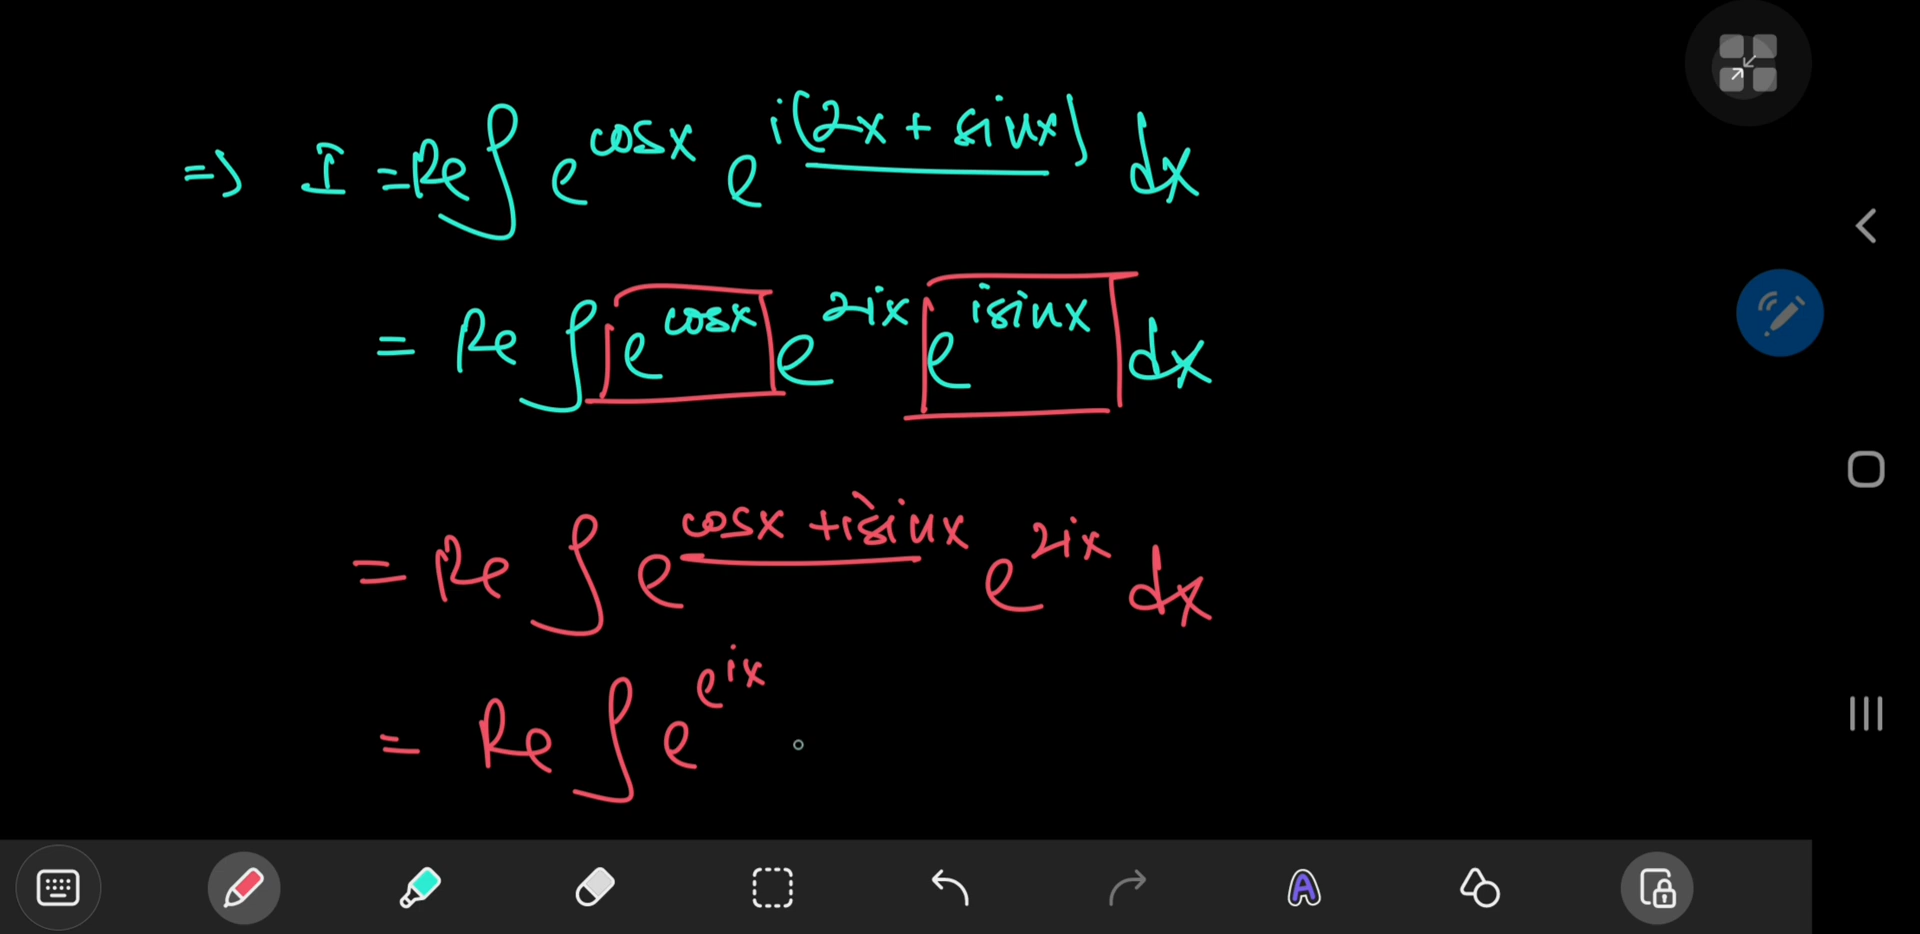 => I = Re ∫ e^{cosx} e^{i(2x + sinx)} dx
= Re ∫ e^{cosx} e^{2ix} e^{isinx} dx
= Re ∫ e^{cosx + isinx} e^{2ix} dx
= Re ∫ e^{e^{ix}}
A